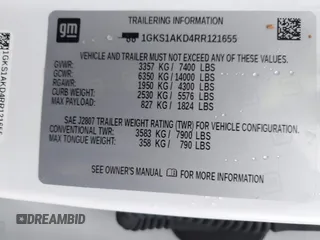 TRAILERING INFORMATION
gm
1GKS1AKD4RR121655
VEHICLE AND TRAILER MUST NOT EXCEED ANY OF THESE RATINGS
GVWR: 3357 KG/ 7400 LBS
GCWR: 6350 KG/14000 LBS
RGAWR: 1950 KG/ 4300 LBS
CURB WEIGHT: 2530 KG/ 5576 LBS
MAX PAYLOAD: 827 KG/ 1824 LBS
SAE J2807 TRAILER WEIGHT RATING (TWR) FOR VEHICLE CONFIGURATION.
CONVENTIONAL TWR: 3583 KG/ 7900 LBS
MAX TONGUE WEIGHT: 358 KG/ 790 LBS
SEE OWNER'S MANUAL FOR MORE INFORMATION
1GKS1AKD4RR121655
DREAMBID